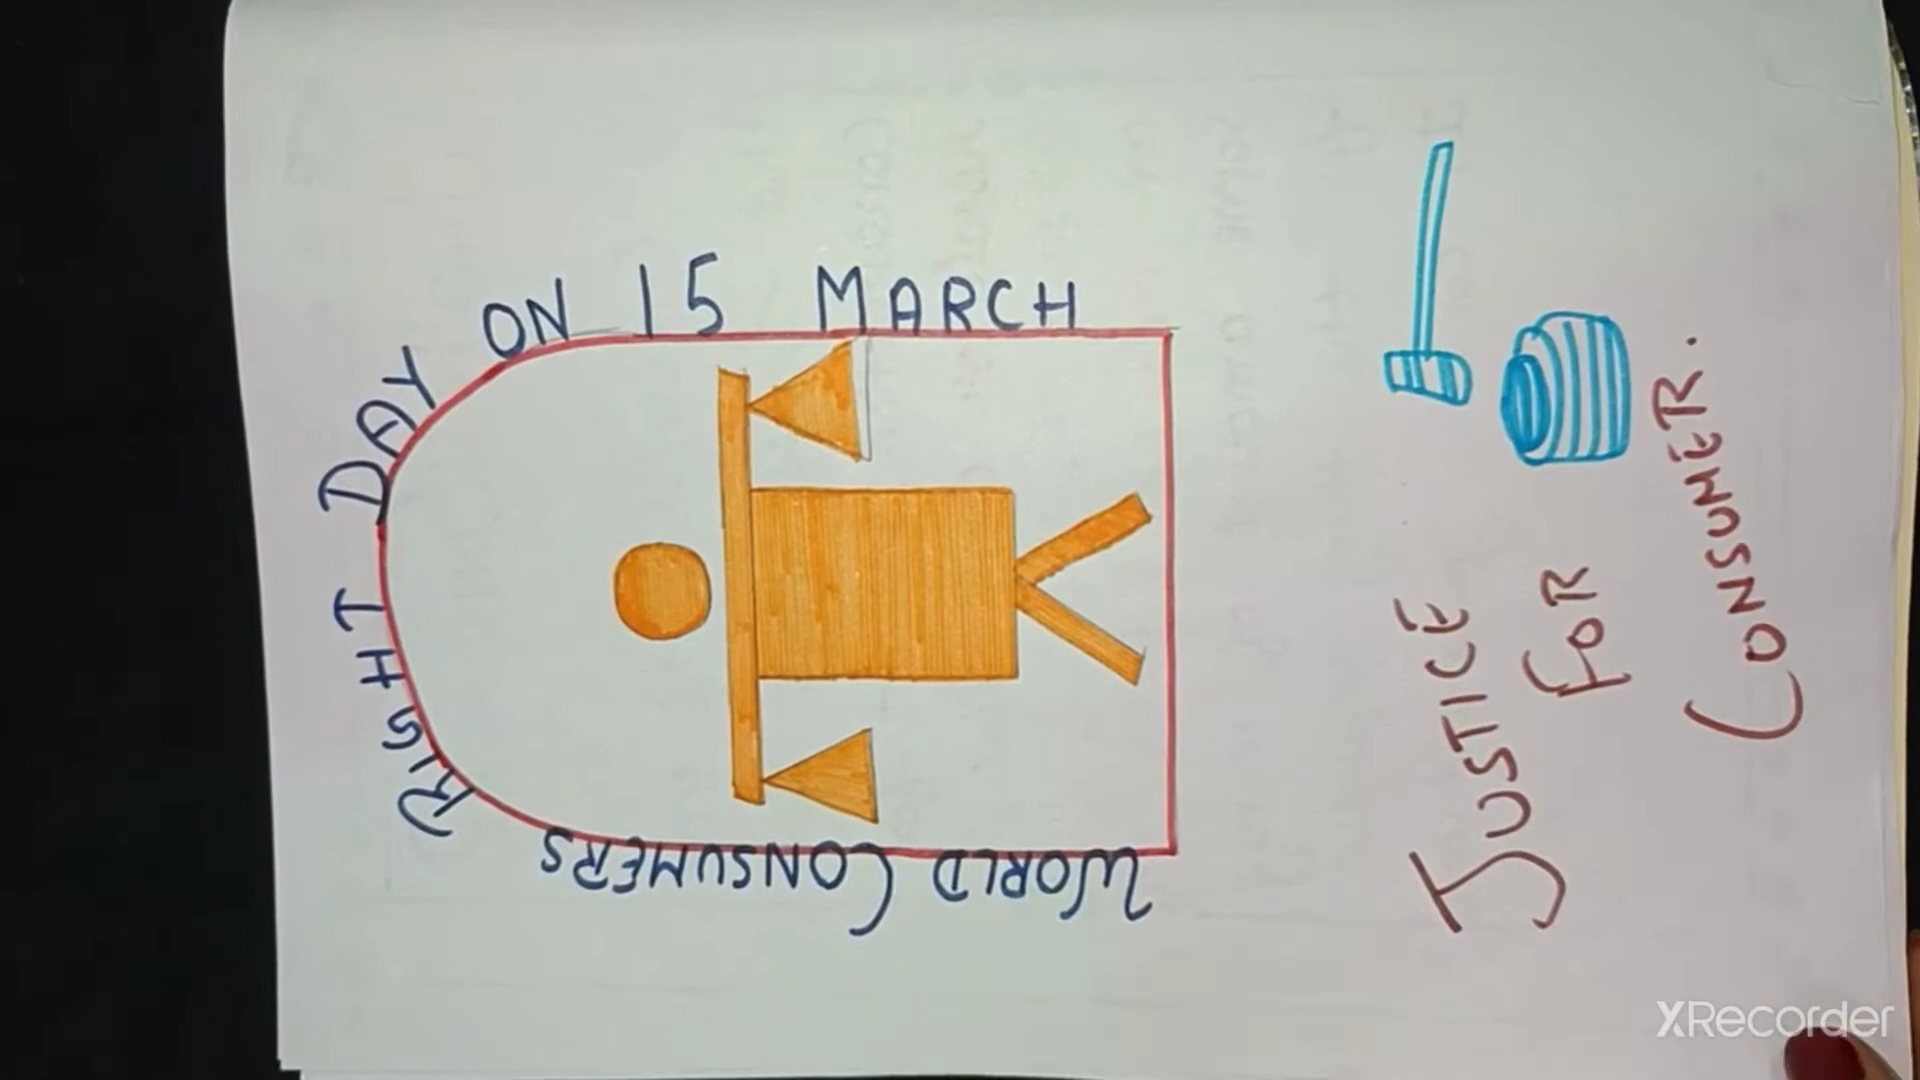 WORLD CONSUMERS RIGHT DAY ON 15 MARCH
JUSTICE
FOR
CONSUMER.
XRecorder